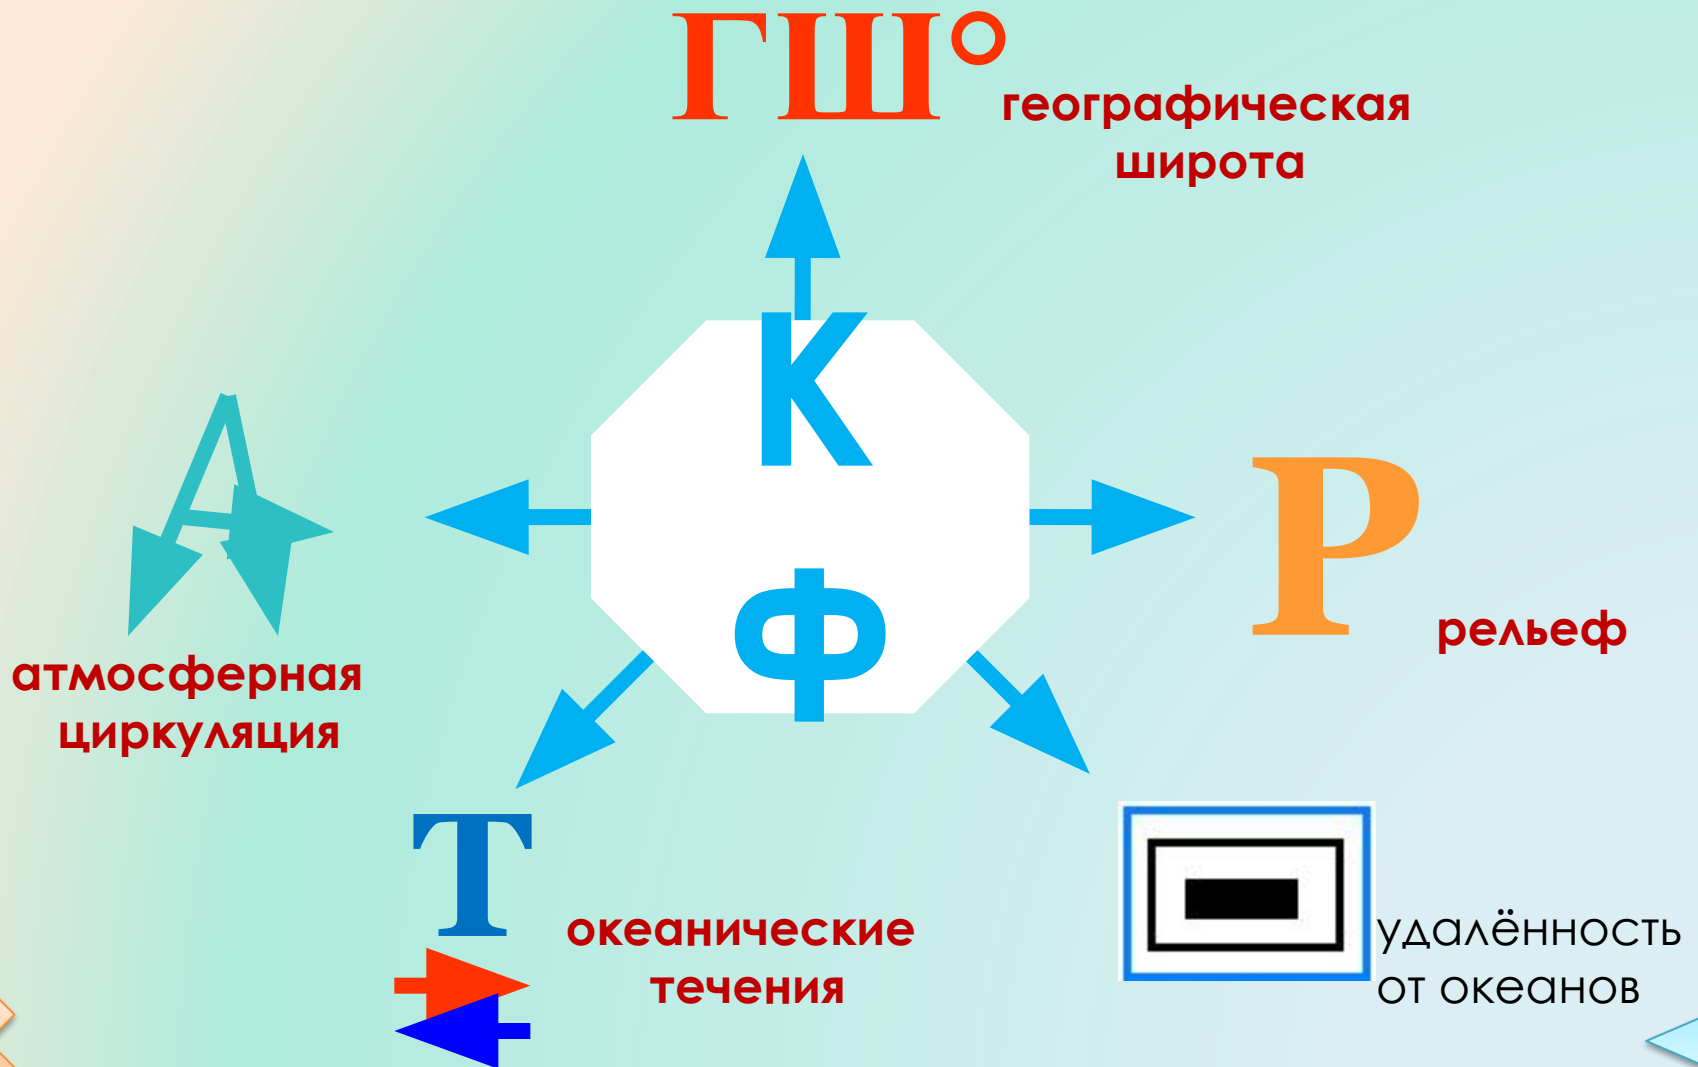 ГШ°
географическая
широта
К
Ф
А
атмосферная
циркуляция
Р
рельеф
Т
океанические
течения
удалённость
от океанов